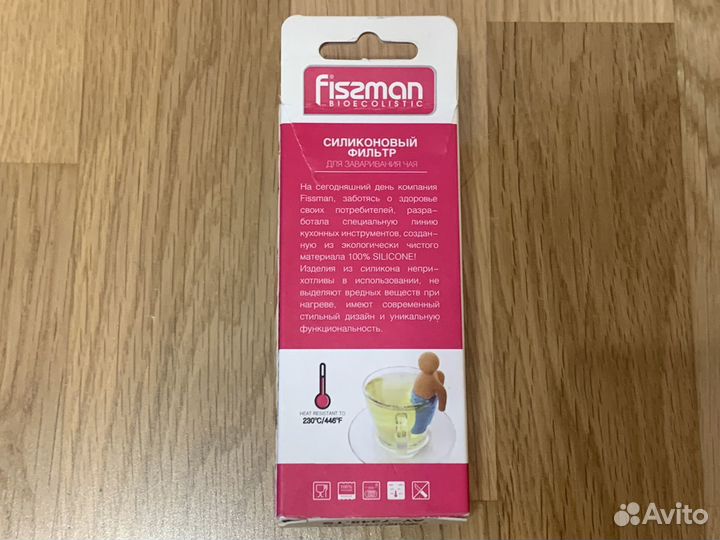 fissman
BIOECOLISTIC
СИЛИКОНОВЫЙ
ФИЛЬТР
ДЛЯ ЗАВАРИВАНИЯ ЧАЯ
На сегодняшний день компания
Fissman, заботясь о здоровье
своих потребителей, разра-
ботала специальную линию
кухонных инструментов, создан-
ную из экологически чистого
материала 100% SILICONE!
Изделия из силикона непри-
хотливы в использовании, не
выделяют вредных веществ при
нагреве, имеют современный
стильный дизайн и уникальную
функциональность.
HEAT RESISTANT TO
230°C/446°F
Avito